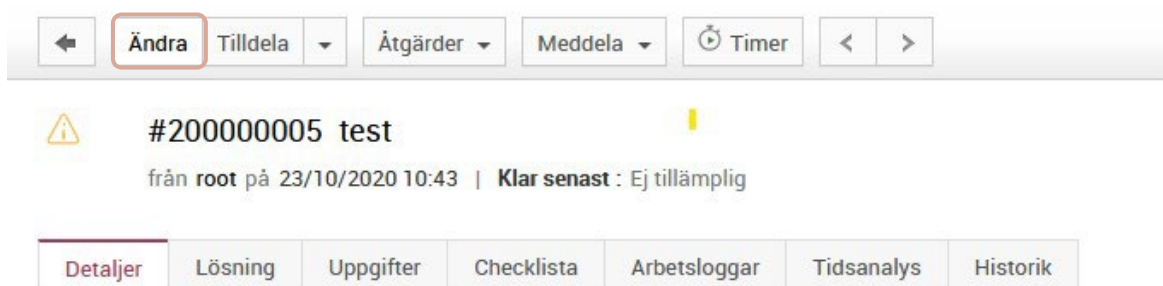 Ändra Tilldela Åtgärder Meddela Timer < >
#200000005 test
från root på 23/10/2020 10:43 | Klar senast : Ej tillämplig
Detaljer Lösning Uppgifter Checklista Arbetsloggar Tidsanalys Historik